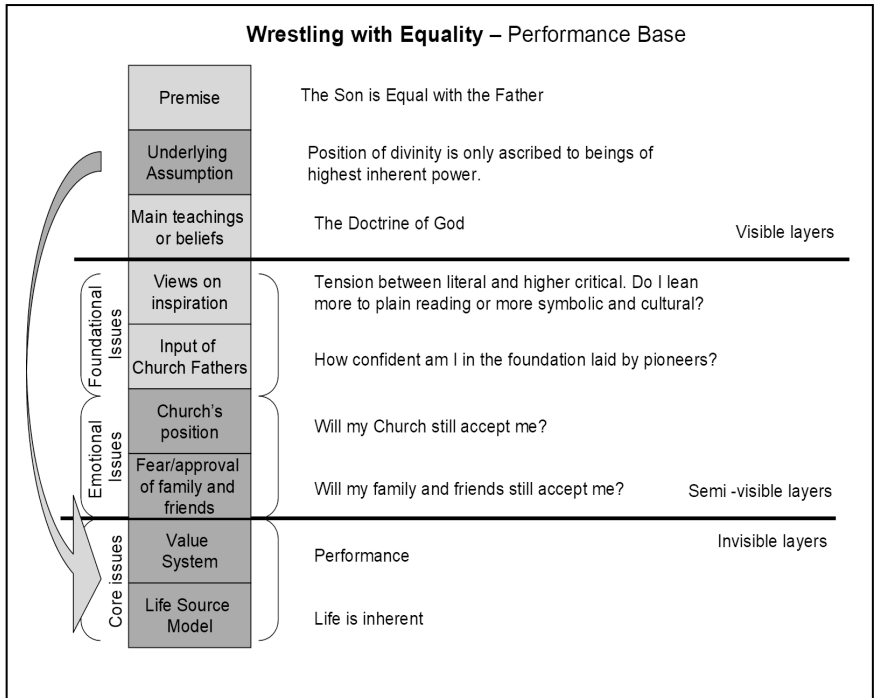 Wrestling with Equality – Performance Base
Premise
The Son is Equal with the Father
Underlying
Assumption
Position of divinity is only ascribed to beings of
highest inherent power.
Main teachings
or beliefs
The Doctrine of God
Visible layers
Foundational
Issues
Views on
inspiration
Tension between literal and higher critical. Do I lean
more to plain reading or more symbolic and cultural?
Input of
Church Fathers
How confident am I in the foundation laid by pioneers?
Emotional
Issues
Church's
position
Will my Church still accept me?
Fear/approval
of family and
friends
Will my family and friends still accept me?
Semi -visible layers
Invisible layers
Core issues
Value
System
Performance
Life Source
Model
Life is inherent